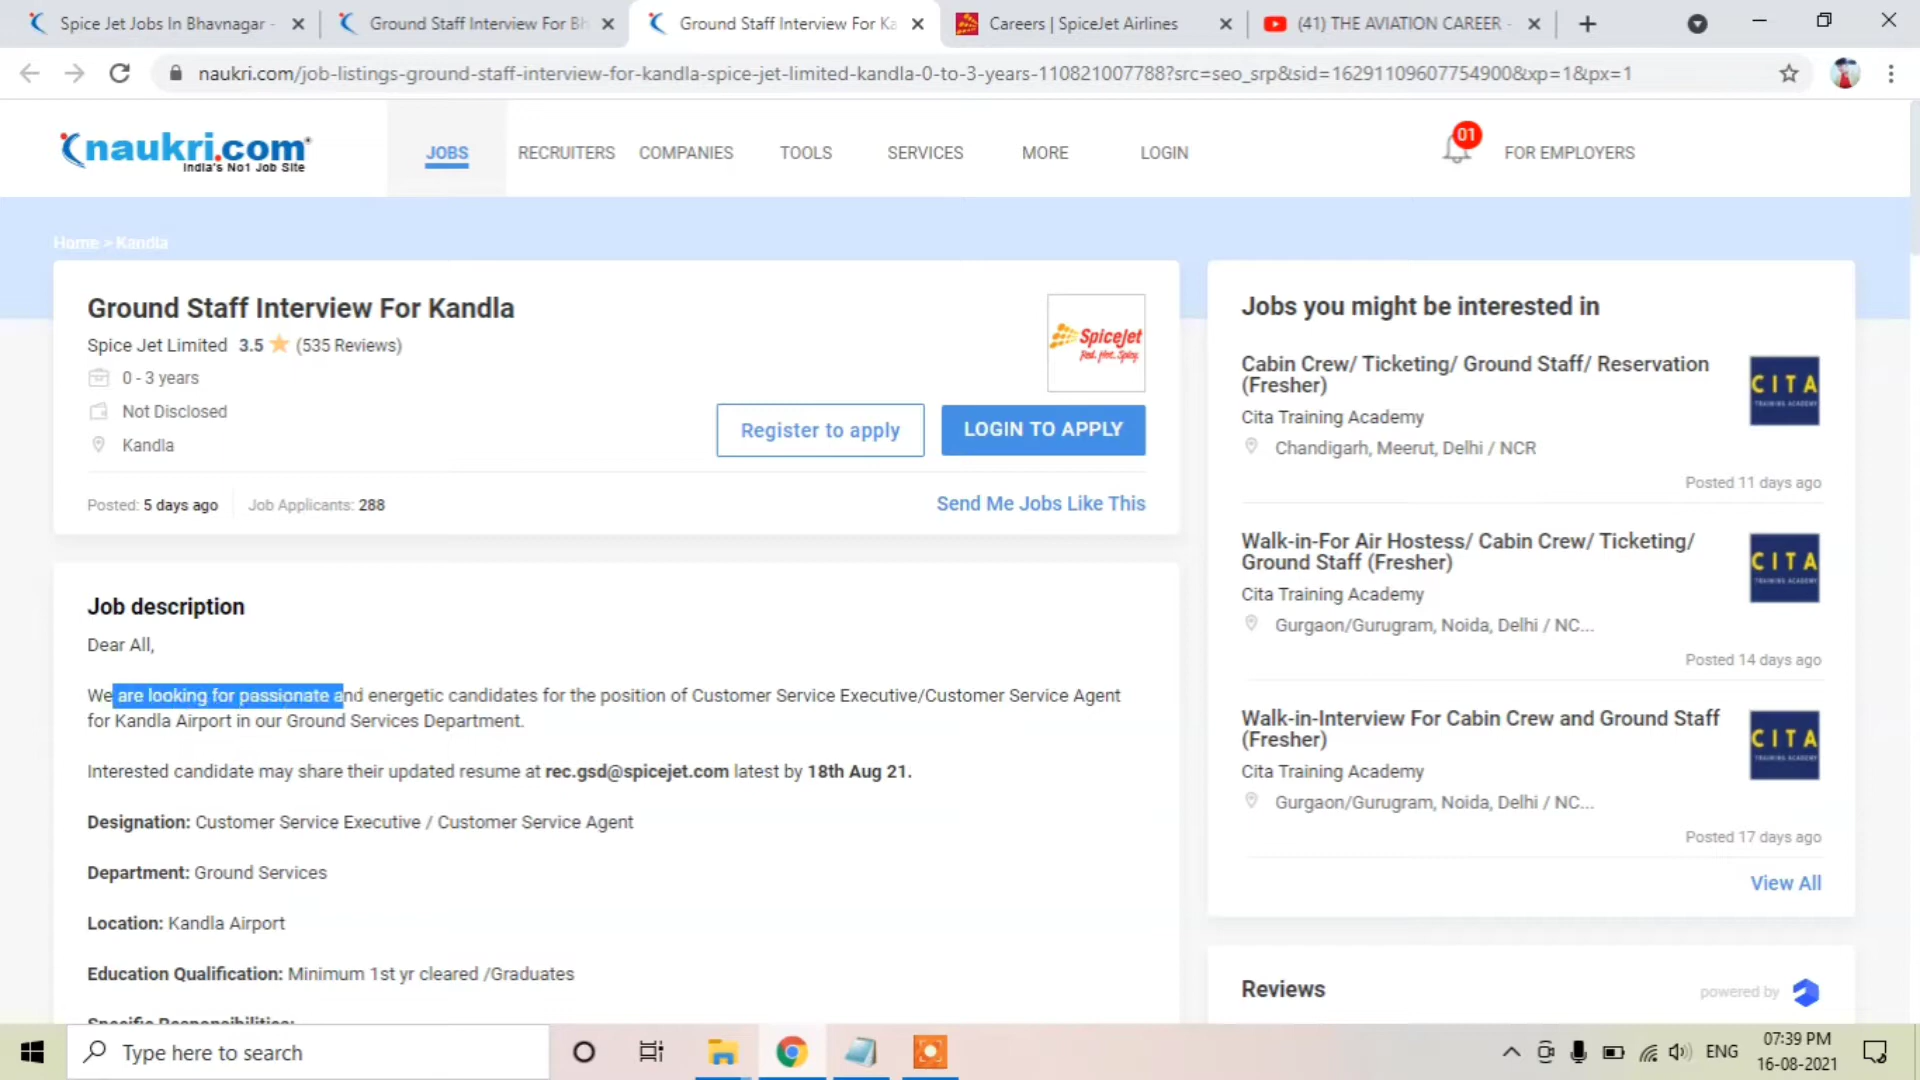 Spice Jet Jobs In Bhavnagar -
Ground Staff Interview For Bh
Ground Staff Interview For Ka
Careers | SpiceJet Airlines
(41) THE AVIATION CAREER -
naukri.com/job-listings-ground-staff-interview-for-kandla-spice-jet-limited-kandla-0-to-3-years-110821007788?src=seo_srp&sid=16291109607754900&xp=1&px=1
naukri.com
India's No1 Job Site
JOBS
RECRUITERS
COMPANIES
TOOLS
SERVICES
MORE
LOGIN
01
FOR EMPLOYERS
Home > Kandla
Ground Staff Interview For Kandla
Spice Jet Limited 3.5 (535 Reviews)
0 - 3 years
Not Disclosed
Kandla
SpiceJet
Red. Hot. Spicy
Register to apply
LOGIN TO APPLY
Posted: 5 days ago
Job Applicants: 288
Send Me Jobs Like This
Job description
Dear All,
We are looking for passionate and energetic candidates for the position of Customer Service Executive/Customer Service Agent
for Kandla Airport in our Ground Services Department.
Interested candidate may share their updated resume at rec.gsd@spicejet.com latest by 18th Aug 21.
Designation: Customer Service Executive / Customer Service Agent
Department: Ground Services
Location: Kandla Airport
Education Qualification: Minimum 1st yr cleared /Graduates
Specific Responsibilities:
Jobs you might be interested in
Cabin Crew/ Ticketing/ Ground Staff/ Reservation
(Fresher)
Cita Training Academy
Chandigarh, Meerut, Delhi / NCR
CITA
TRAINING ACADEMY
Posted 11 days ago
Walk-in-For Air Hostess/ Cabin Crew/ Ticketing/
Ground Staff (Fresher)
Cita Training Academy
Gurgaon/Gurugram, Noida, Delhi / NC...
CITA
TRAINING ACADEMY
Posted 14 days ago
Walk-in-Interview For Cabin Crew and Ground Staff
(Fresher)
Cita Training Academy
Gurgaon/Gurugram, Noida, Delhi / NC...
CITA
TRAINING ACADEMY
Posted 17 days ago
View All
Reviews
powered by
Type here to search
ENG
07:39 PM
16-08-2021